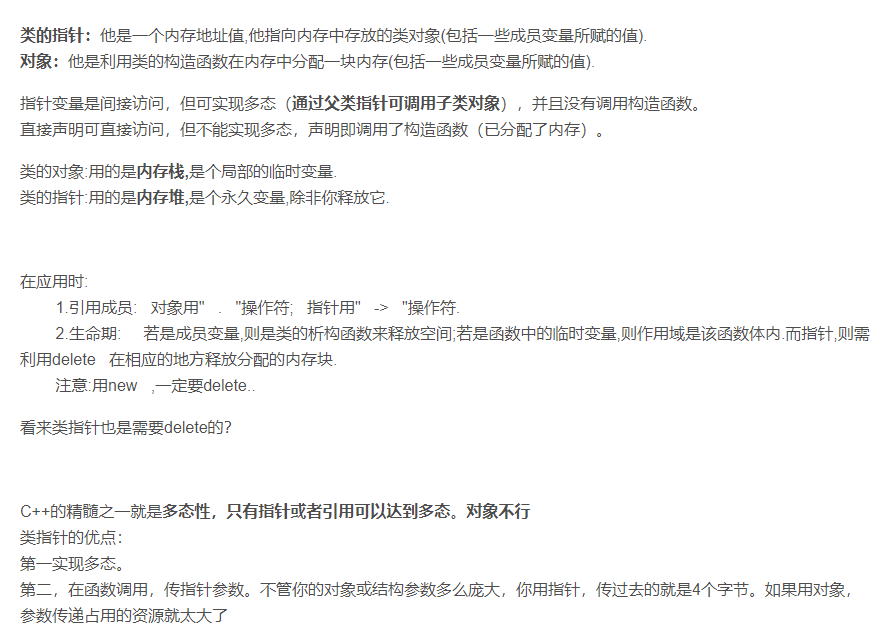 类的指针：他是一个内存地址值,他指向内存中存放的类对象(包括一些成员变量所赋的值).
对象：他是利用类的构造函数在内存中分配一块内存(包括一些成员变量所赋的值).
指针变量是间接访问，但可实现多态（通过父类指针可调用子类对象），并且没有调用构造函数。
直接声明可直接访问，但不能实现多态，声明即调用了构造函数（已分配了内存）。
类的对象:用的是内存栈,是个局部的临时变量.
类的指针:用的是内存堆,是个永久变量,除非你释放它.
在应用时:
1.引用成员: 对象用" . "操作符; 指针用" -> "操作符.
2.生命期: 若是成员变量,则是类的析构函数来释放空间;若是函数中的临时变量,则作用域是该函数体内.而指针,则需
利用delete 在相应的地方释放分配的内存块.
注意:用new ,一定要delete..
看来类指针也是需要delete的?
C++的精髓之一就是多态性，只有指针或者引用可以达到多态。对象不行
类指针的优点：
第一实现多态。
第二，在函数调用，传指针参数。不管你的对象或结构参数多么庞大，你用指针，传过去的就是4个字节。如果用对象，
参数传递占用的资源就太大了